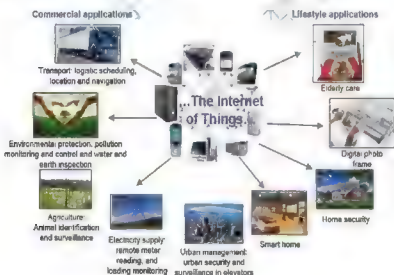 Commercial applications
Lifestyle applications
Transport: logistic scheduling,
location and navigation
Elderly care
...The Internet
of Things...
Environmental protection, pollution
monitoring and control and water and
earth inspection
Digital photo
frame
Agriculture:
Animal identification
and surveillance
Electricity supply:
remote meter
reading, and
loading monitoring
Urban management:
urban security and
surveillance in elevators
Smart home
Home security